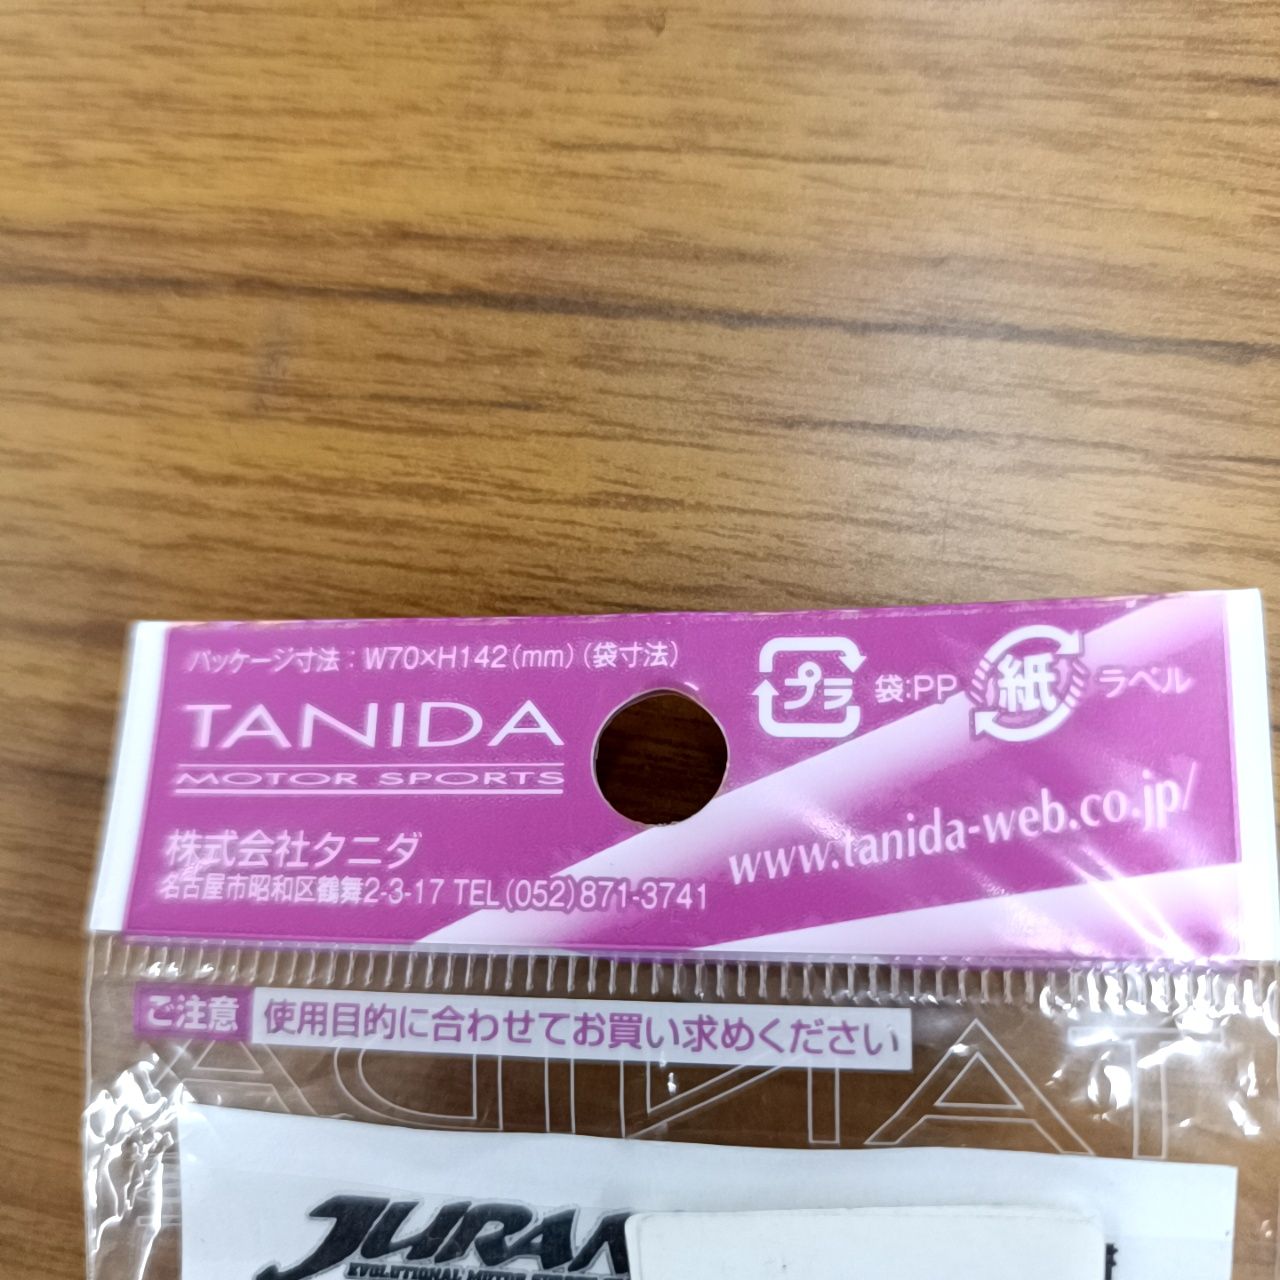 パッケージ寸法：W70×H142(mm)(袋寸法)
プラ 袋:PP 紙 ラベル
TANIDA
MOTOR SPORTS
www.tanida-web.co.jp/
株式会社タニダ
名古屋市昭和区鶴舞2-3-17 TEL(052)871-3741
ご注意 使用目的に合わせてお買い求めください
TANIDA